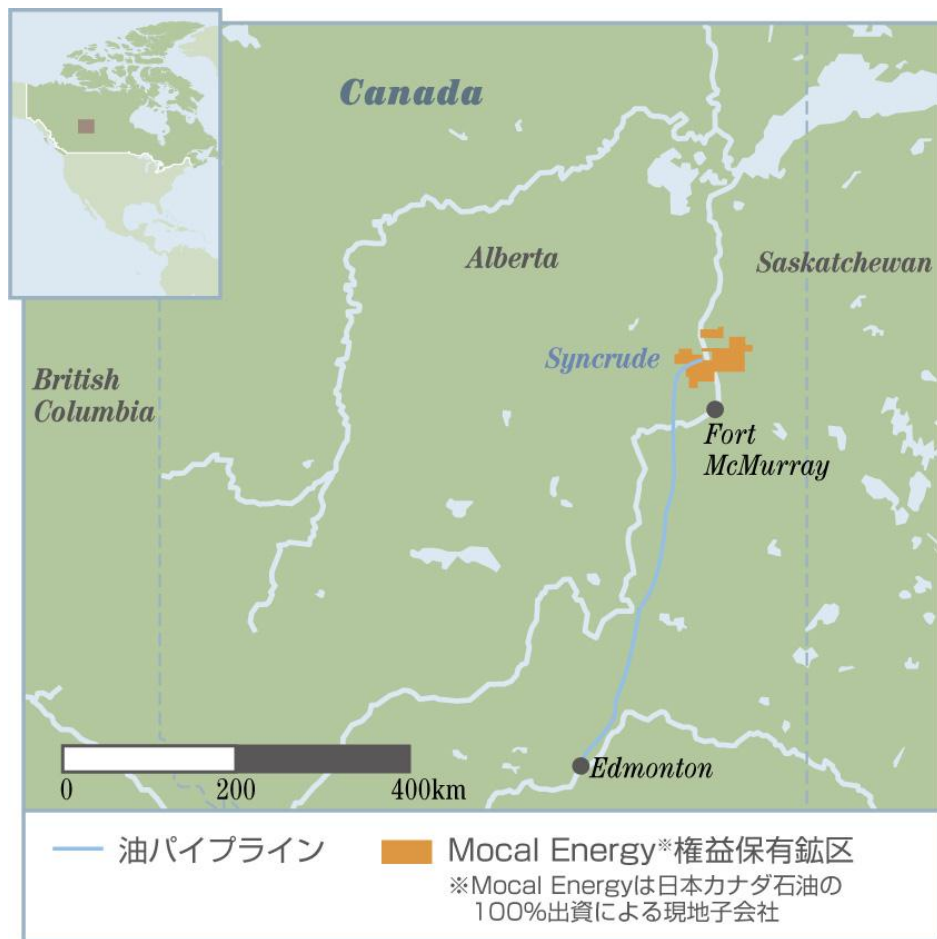 Canada
Alberta
Saskatchewan
Syncrude
British
Columbia
Fort
McMurray
Edmonton
0 200 400km
油パイプライン
Mocal Energy※権益保有鉱区
※Mocal Energyは日本カナダ石油の
100%出資による現地子会社